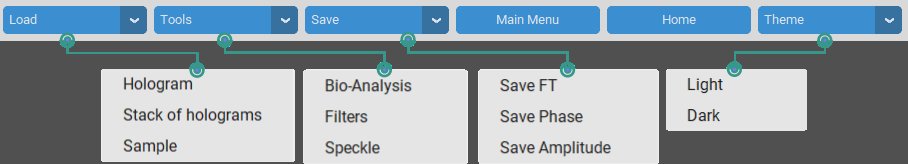 Load Tools Save Main Menu Home Theme
Hologram Bio-Analysis Save FT Light
Stack of holograms Filters Save Phase Dark
Sample Speckle Save Amplitude